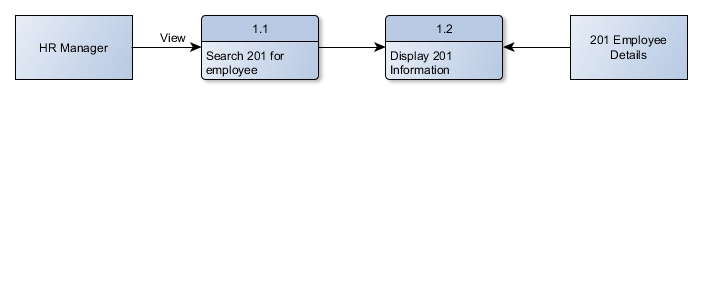 HR Manager
View
1.1
Search 201 for
employee
1.2
Display 201
Information
201 Employee
Details